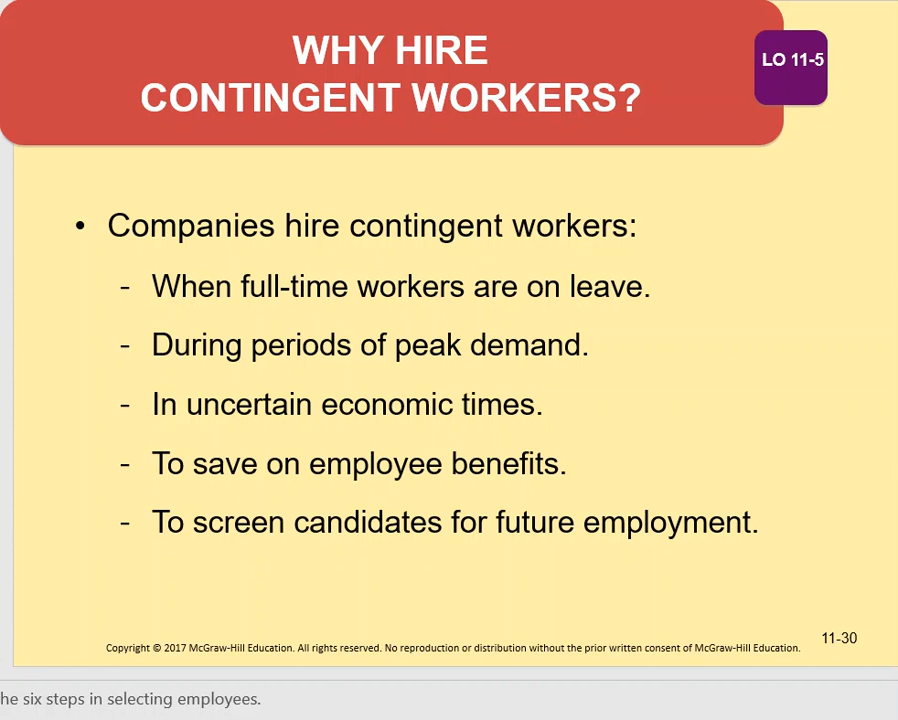 WHY HIRE
CONTINGENT WORKERS?
LO 11-5
• Companies hire contingent workers:
- When full-time workers are on leave.
- During periods of peak demand.
- In uncertain economic times.
- To save on employee benefits.
- To screen candidates for future employment.
11-30
Copyright © 2017 McGraw-Hill Education. All rights reserved. No reproduction or distribution without the prior written consent of McGraw-Hill Education.
he six steps in selecting employees.